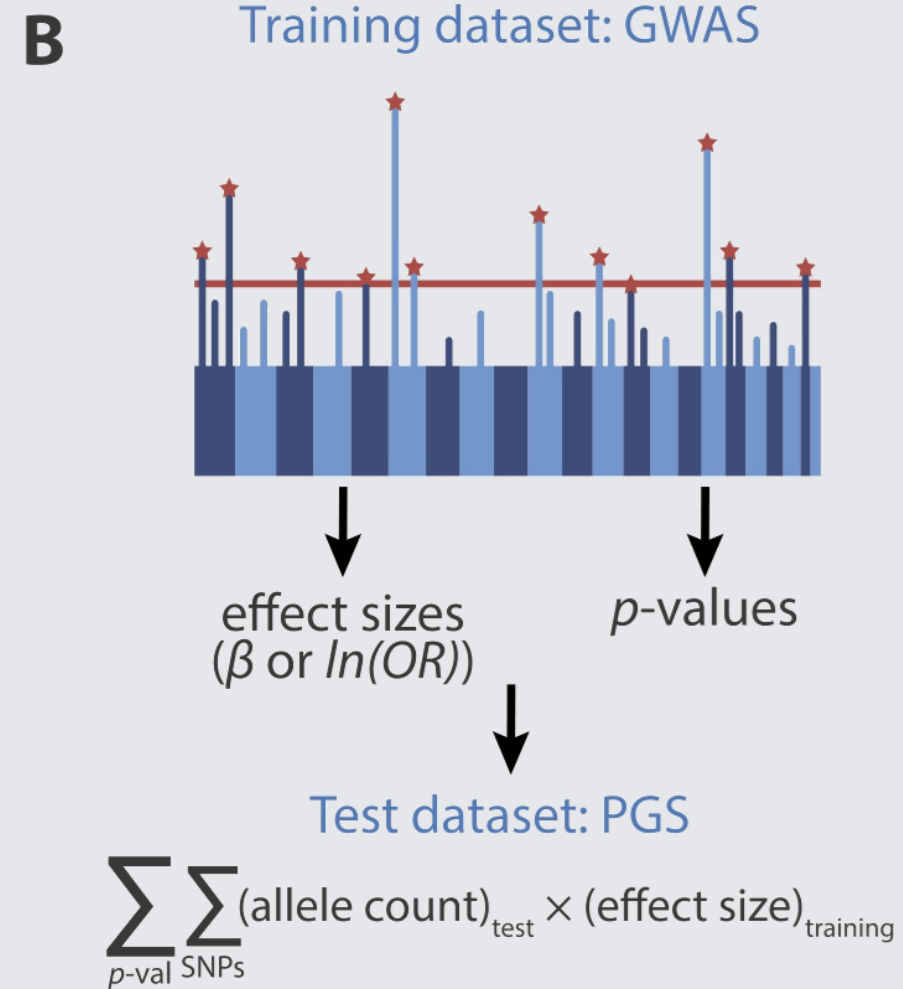 B
Training dataset: GWAS
effect sizes
(β or ln(OR))
p-values
Test dataset: PGS
∑ ∑ (allele count)test × (effect size)training
p-val SNPs